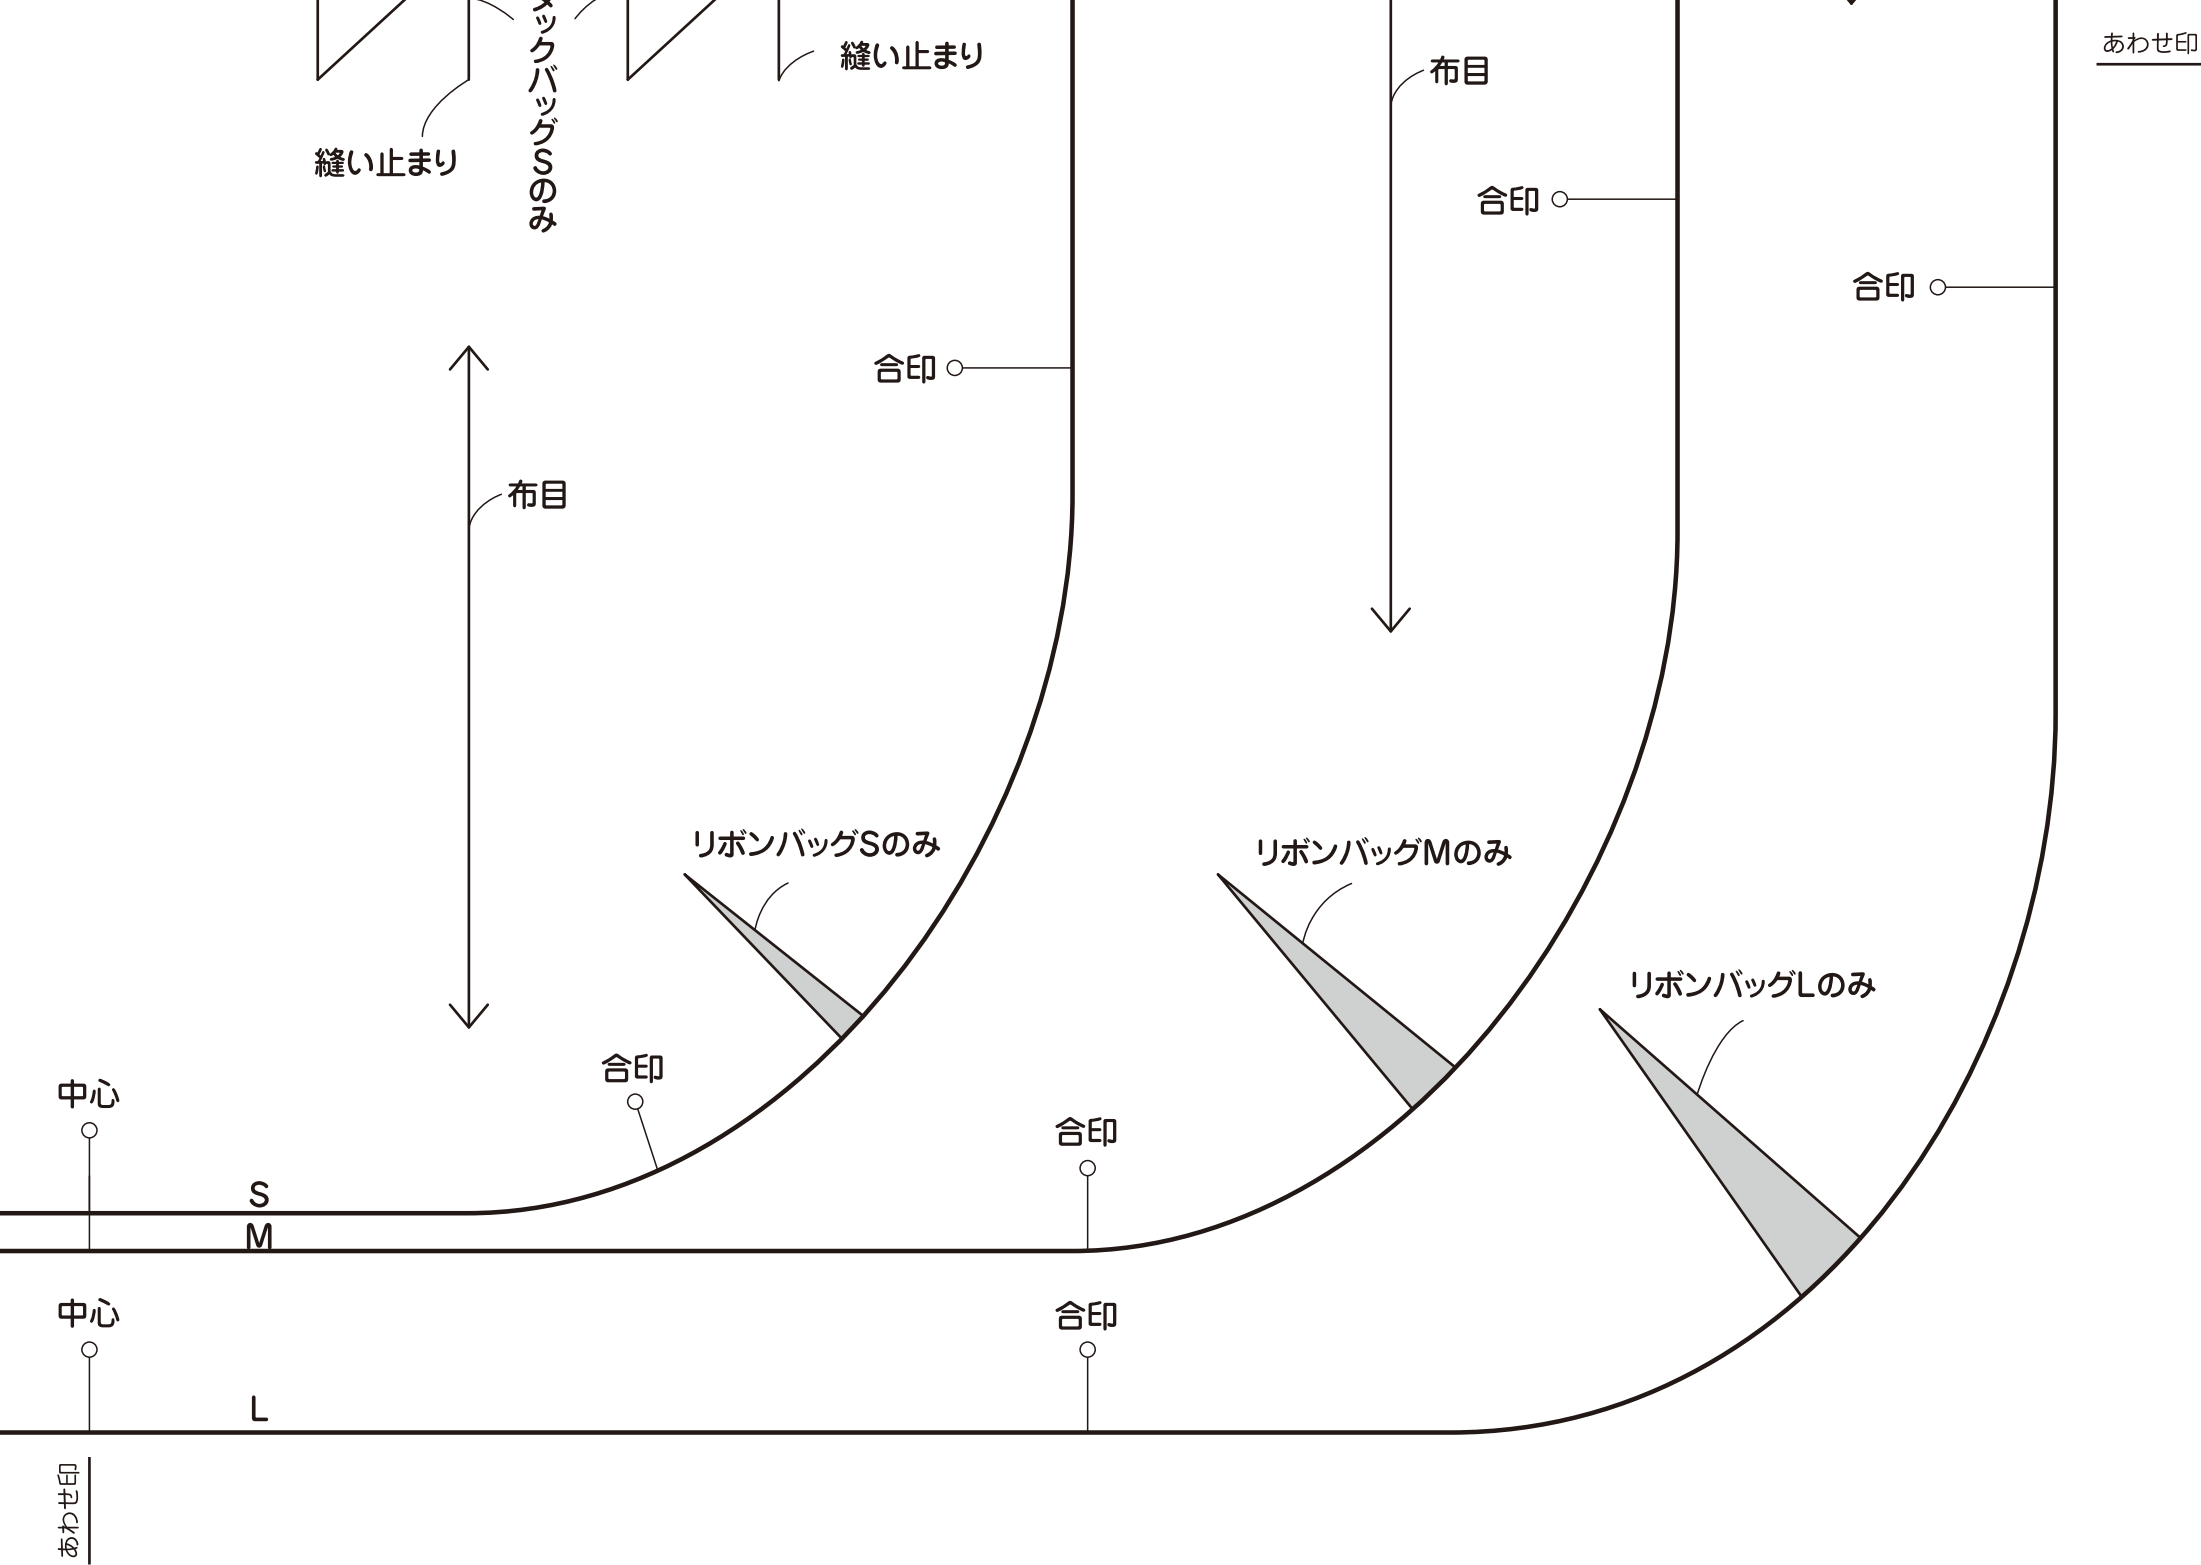 ックバッグSのみ
縫い止まり
縫い止まり
布目
あわせ印
合印
合印
合印
布目
リボンバッグSのみ
リボンバッグMのみ
リボンバッグLのみ
合印
中心
合印
S
M
中心
合印
L
あわせ印